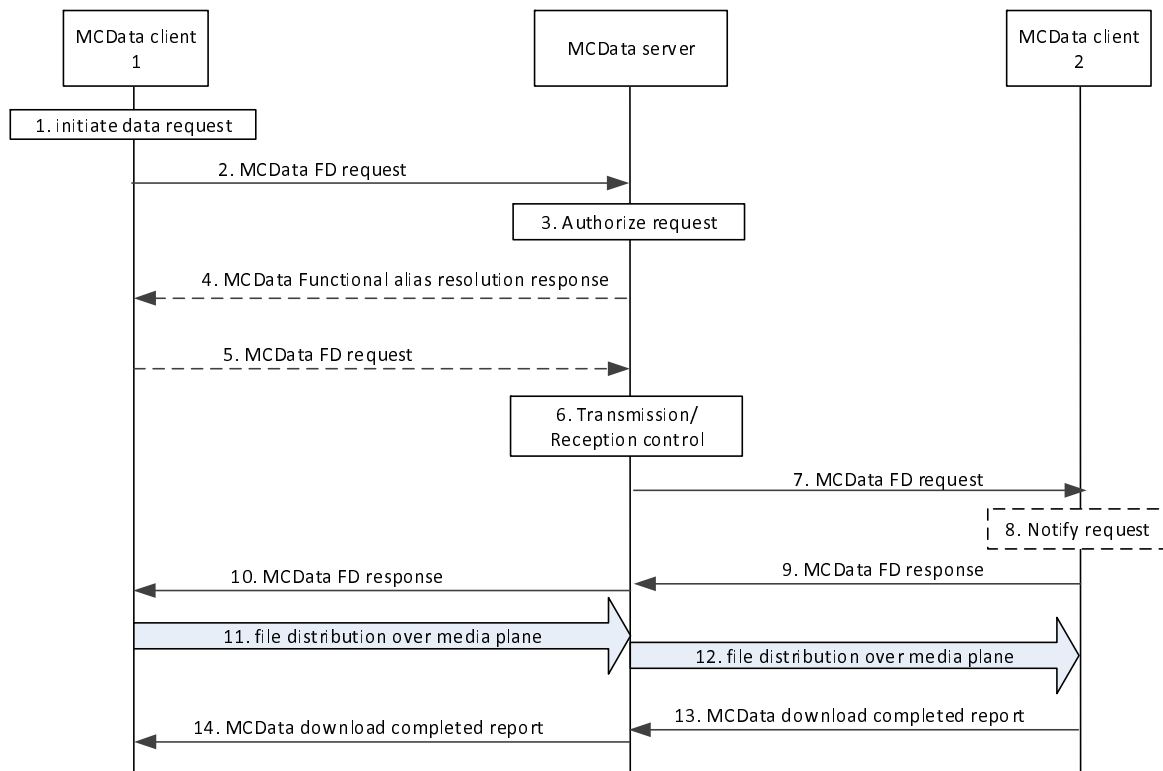 MCData client
1
MCData server
MCData client
2
1. initiate data request
2. MCData FD request
3. Authorize request
4. MCData Functional alias resolution response
5. MCData FD request
6. Transmission/
Reception control
7. MCData FD request
8. Notify request
9. MCData FD response
10. MCData FD response
11. file distribution over media plane
12. file distribution over media plane
13. MCData download completed report
14. MCData download completed report